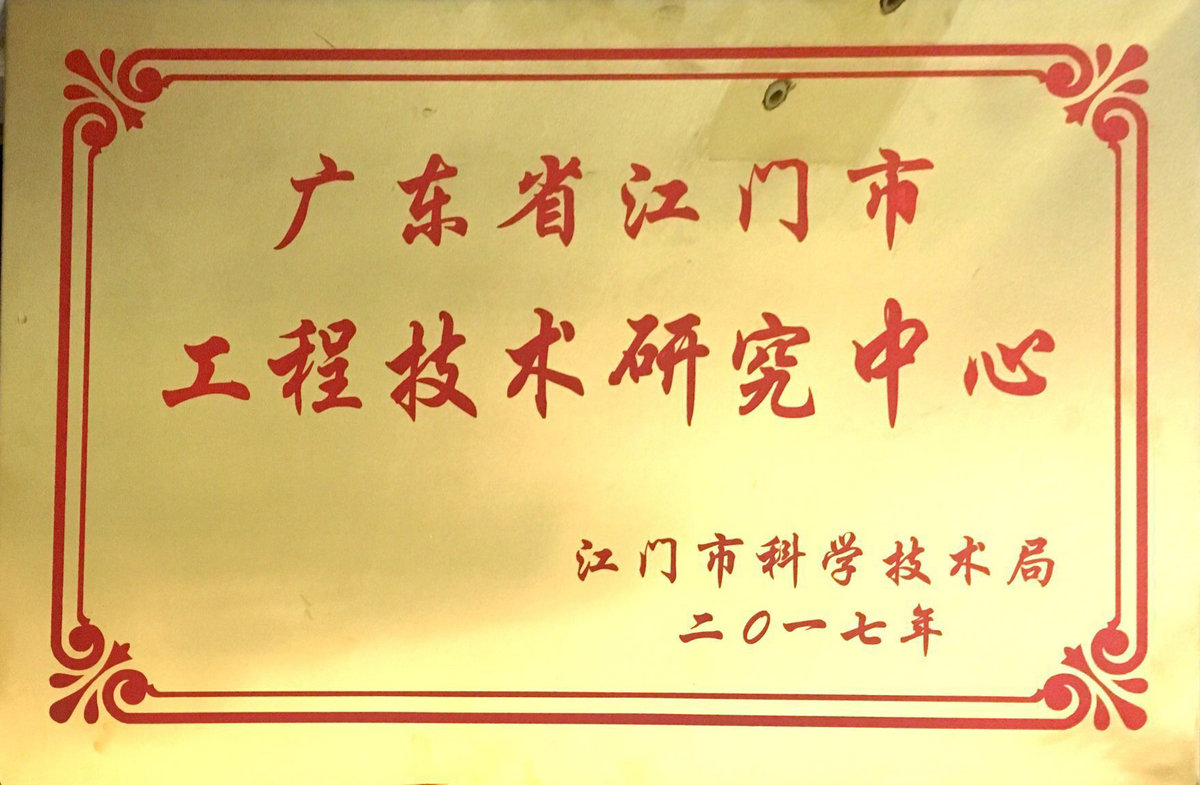 广东省江门市
工程技术研究中心
江门市科学技术局
二〇一七年